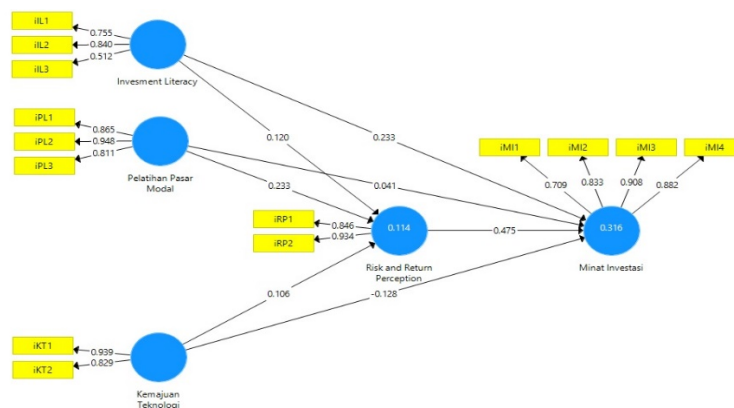 iIL1
0.755
iIL2
0.840
iIL3
0.512
Invesment Literacy
iPL1
0.865
iPL2
0.948
iPL3
0.811
Pelatihan Pasar
Modal
0.120
0.233
0.233
0.041
iMI1
iMI2
iMI3
iMI4
0.709
0.833
0.908
0.882
iRP1
0.846
iRP2
0.934
0.114
0.475
0.316
Risk and Return
Perception
Minat Investasi
0.106
-0.128
iKT1
0.939
iKT2
0.829
Kemajuan
Teknologi